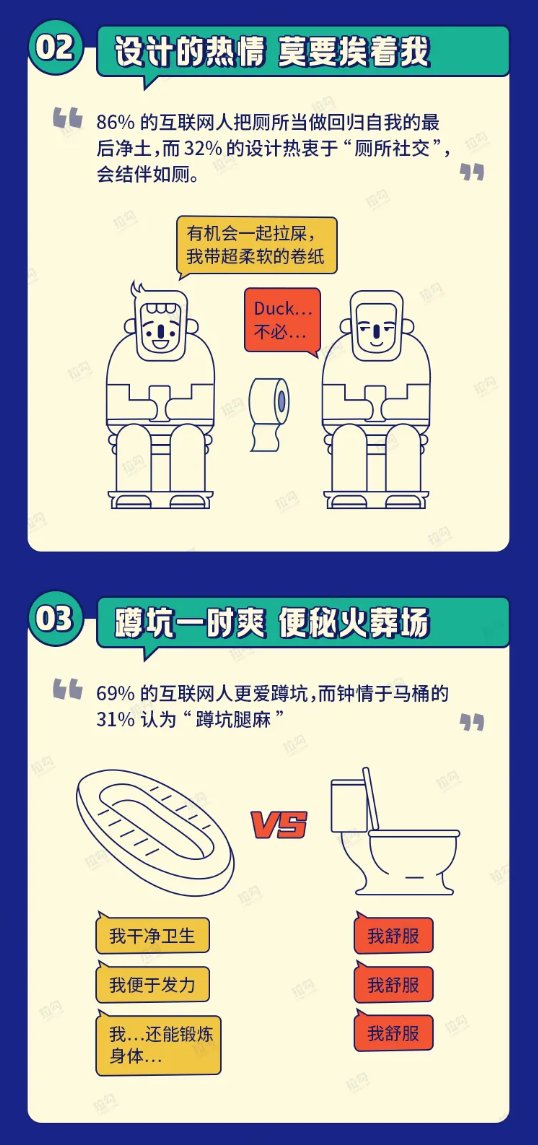 02
设计的热情 莫要挨着我
“
86% 的互联网人把厕所当做回归自我的最
后净土，而 32% 的设计热衷于“厕所社交”，
会结伴如厕。
”
有机会一起拉屎，
我带超柔软的卷纸
Duck...
不必...
03
蹲坑一时爽 便秘火葬场
“
69% 的互联网人更爱蹲坑，而钟情于马桶的
31% 认为“蹲坑腿麻”
”
VS
我干净卫生
我舒服
我便于发力
我舒服
我...还能锻炼
身体...
我舒服
拉勾